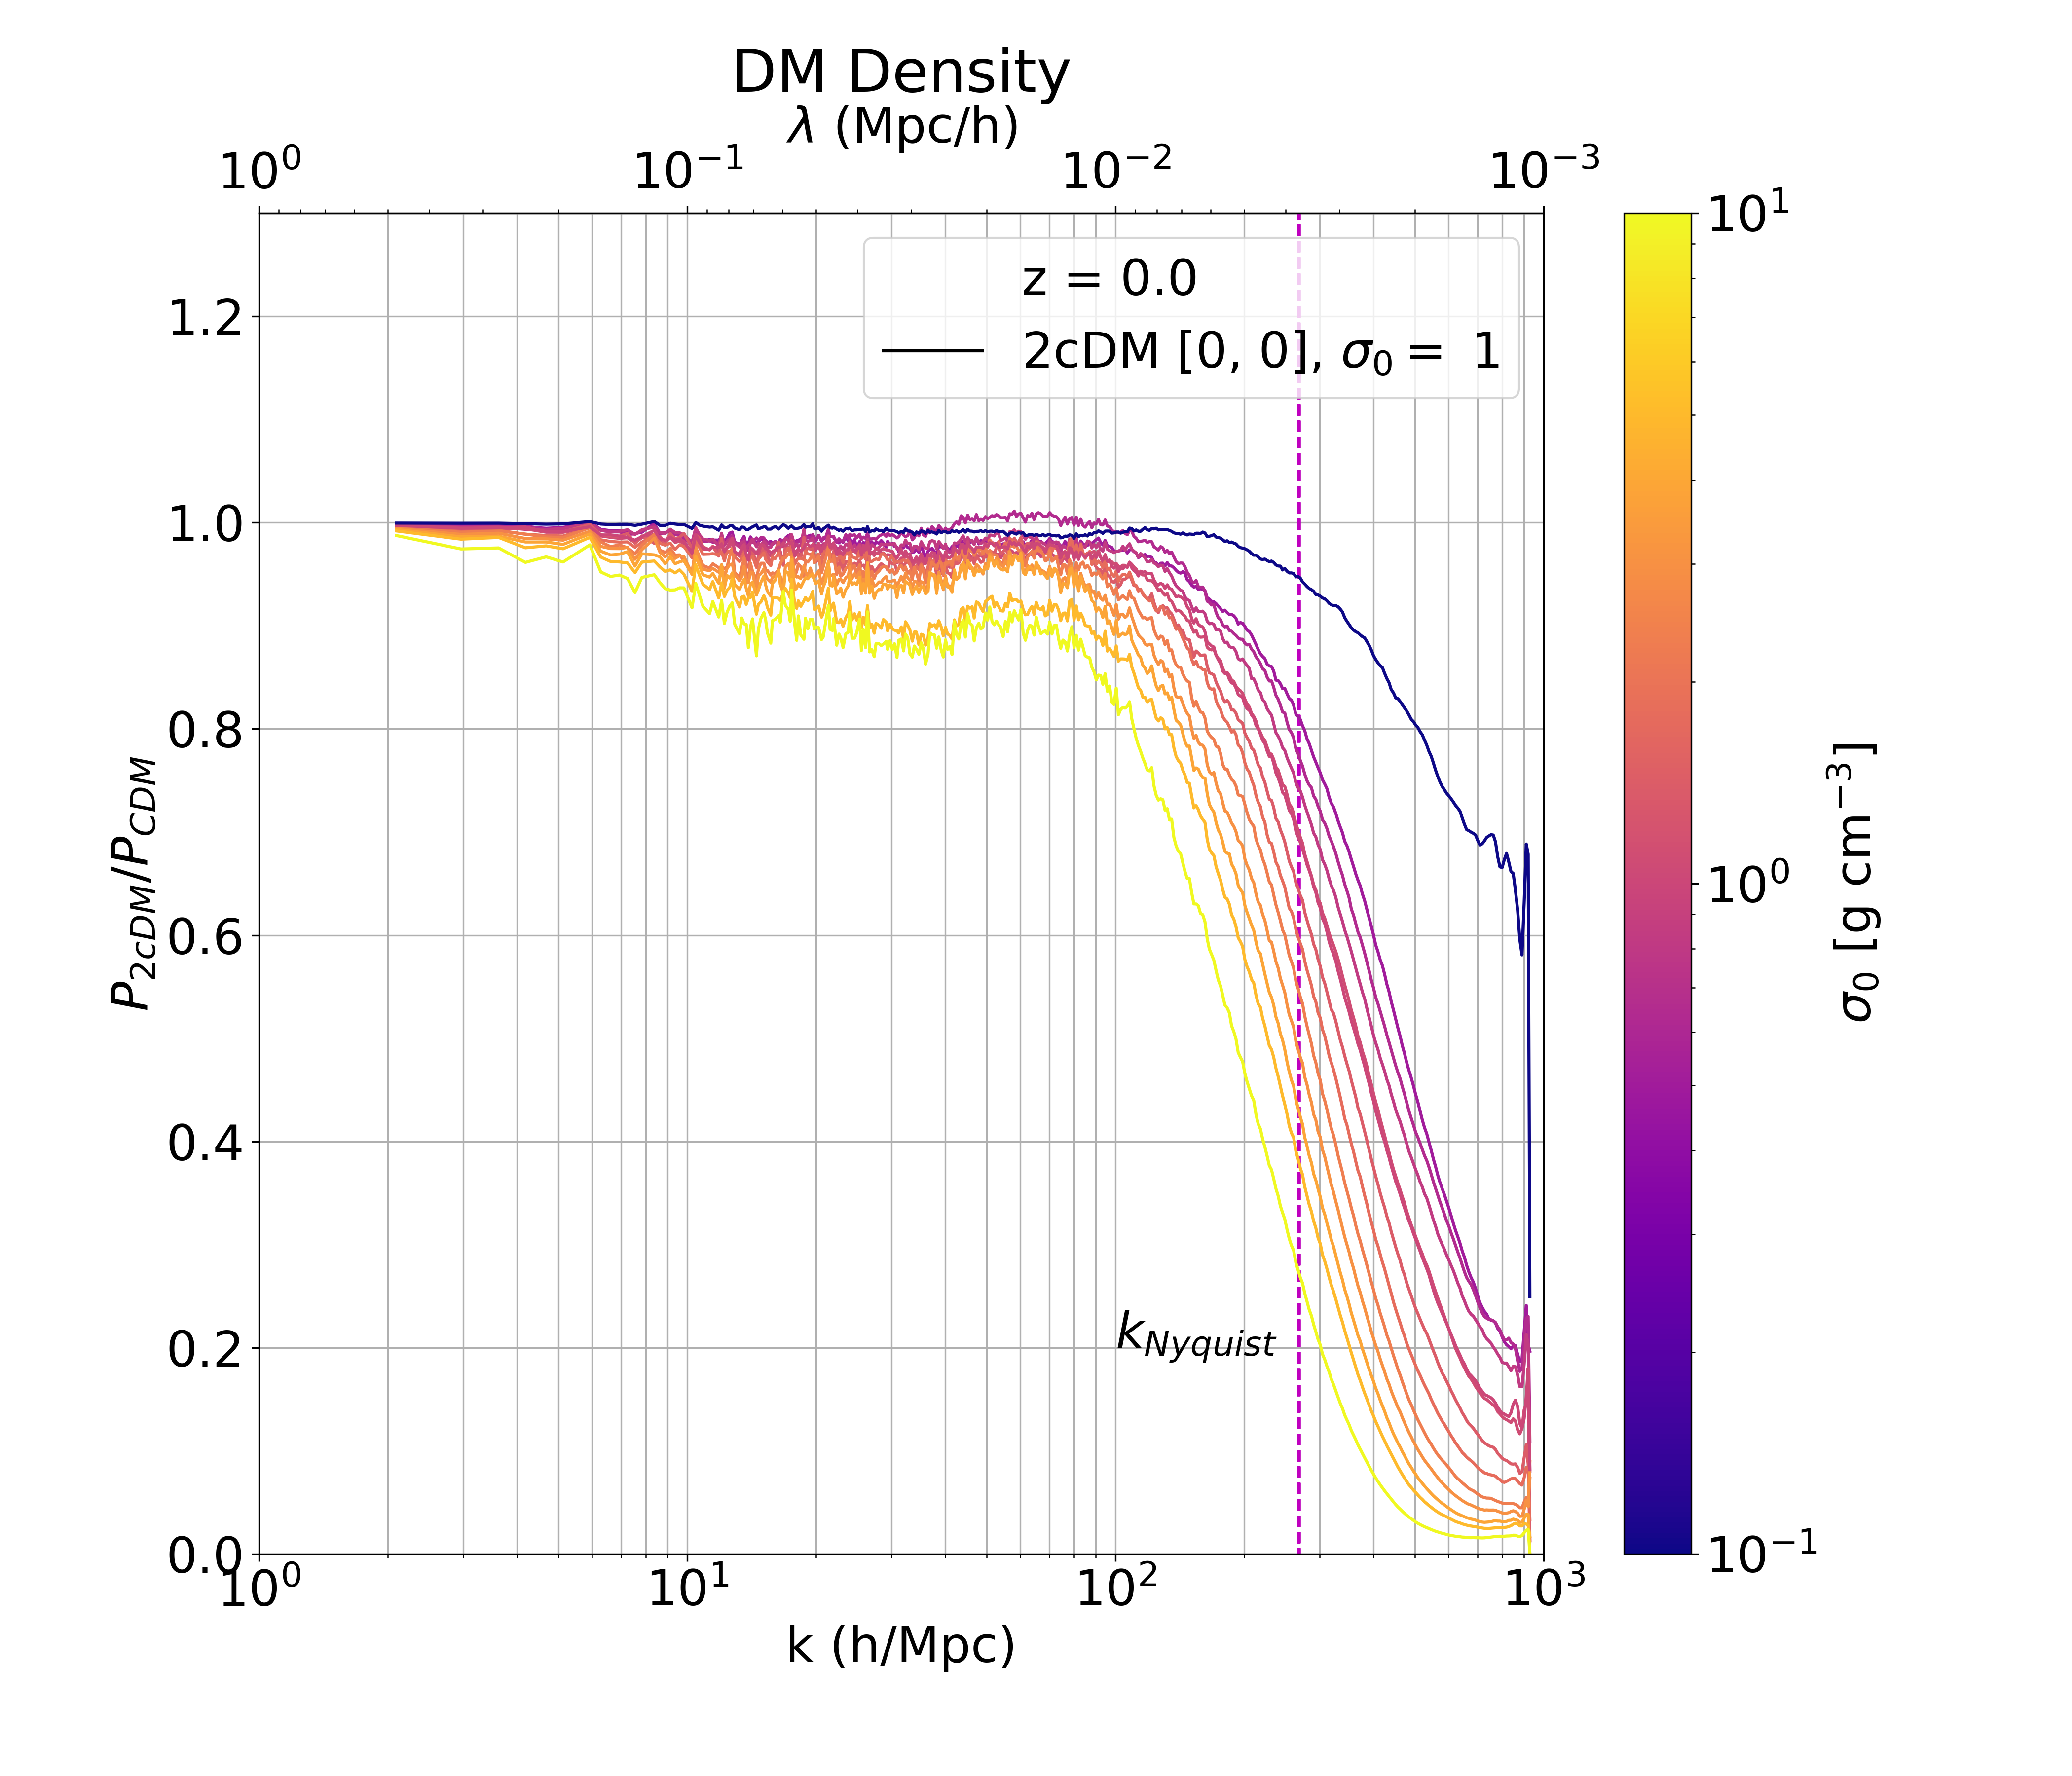 DM Density
λ (Mpc/h)
10⁰ 10⁻¹ 10⁻² 10⁻³
z = 0.0
2cDM [0, 0], σ₀ = 1
1.2
1.0
0.8
0.6
0.4
0.2
0.0
P₂cDM/PCDM
kNyquist
10⁰ 10¹ 10² 10³
k (h/Mpc)
10¹
10⁰
10⁻¹
σ₀ [g cm⁻³]